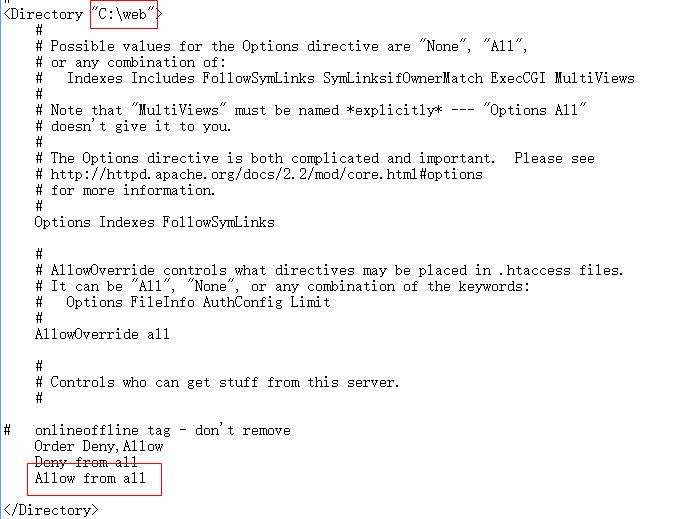 #
<Directory "C:\web">
#
# Possible values for the Options directive are "None", "All",
# or any combination of:
#   Indexes Includes FollowSymLinks SymLinksifOwnerMatch ExecCGI MultiViews
#
# Note that "MultiViews" must be named *explicitly* --- "Options All"
# doesn't give it to you.
#
# The Options directive is both complicated and important.  Please see
# http://httpd.apache.org/docs/2.2/mod/core.html#options
# for more information.
#
Options Indexes FollowSymLinks
#
# AllowOverride controls what directives may be placed in .htaccess files.
# It can be "All", "None", or any combination of the keywords:
#   Options FileInfo AuthConfig Limit
#
AllowOverride all
#
# Controls who can get stuff from this server.
#
#   onlineoffline tag - don't remove
Order Deny,Allow
Deny from all
Allow from all
</Directory>